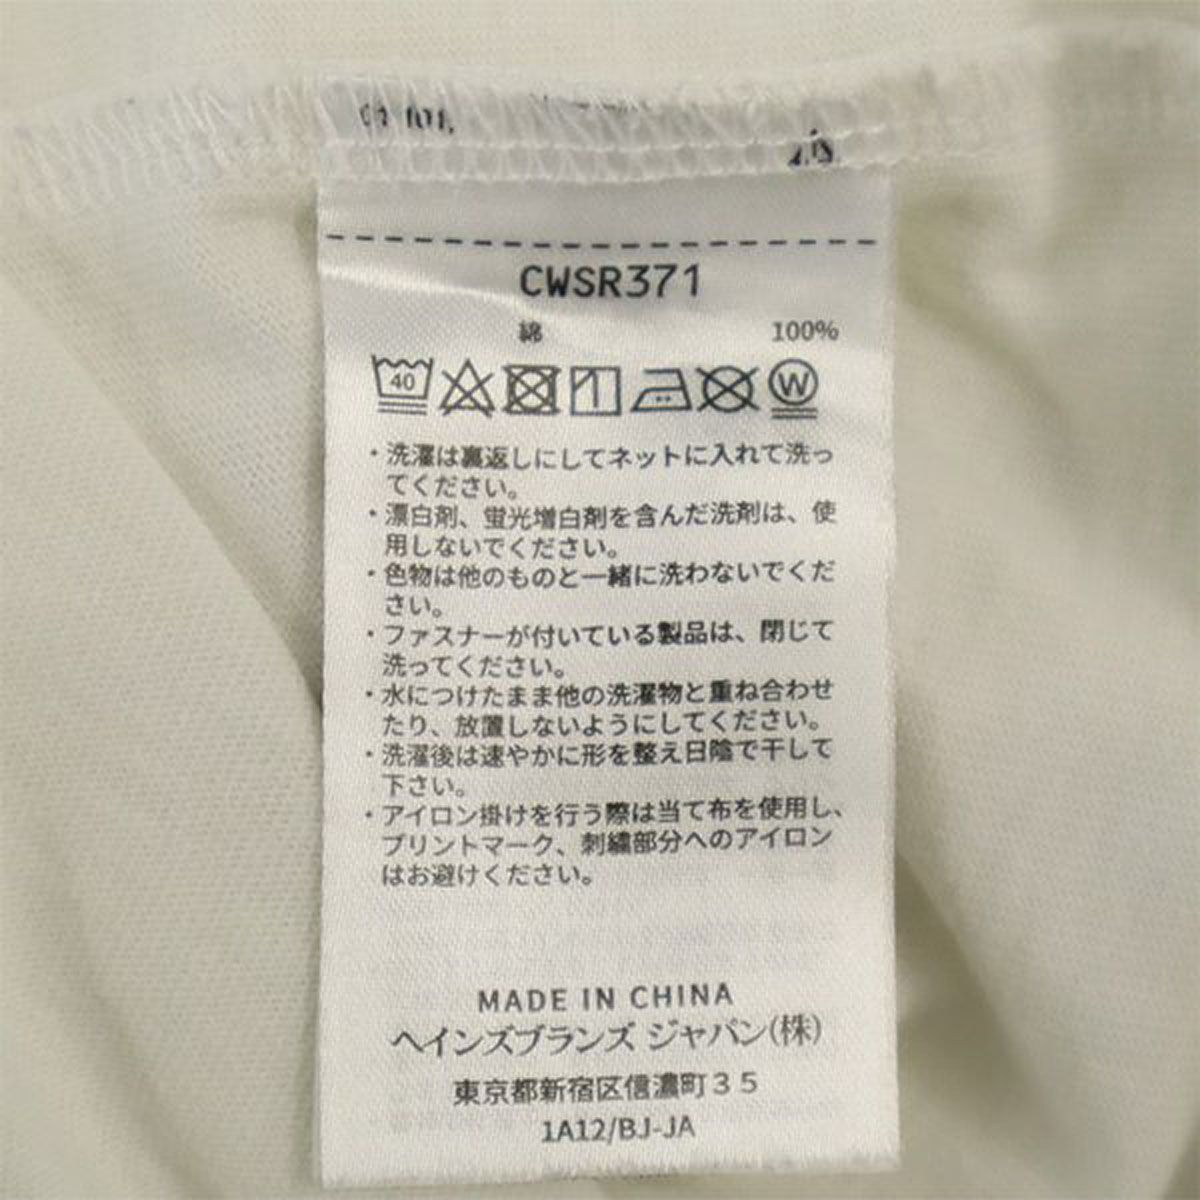 CWSR371
綿 100%
40 W
・洗濯は裏返しにしてネットに入れて洗っ
てください。
・漂白剤、蛍光増白剤を含んだ洗剤は、使
用しないでください。
・色物は他のものと一緒に洗わないでくだ
さい。
・ファスナーが付いている製品は、閉じて
洗ってください。
・水につけたまま他の洗濯物と重ね合わせ
たり、放置しないようにしてください。
・洗濯後は速やかに形を整え日陰で干して
下さい。
・アイロン掛けを行う際は当て布を使用し、
プリントマーク、刺繍部分へのアイロン
はお避けください。
MADE IN CHINA
ヘインズブランズ ジャパン(株)
東京都新宿区信濃町３５
1A12/BJ-JA